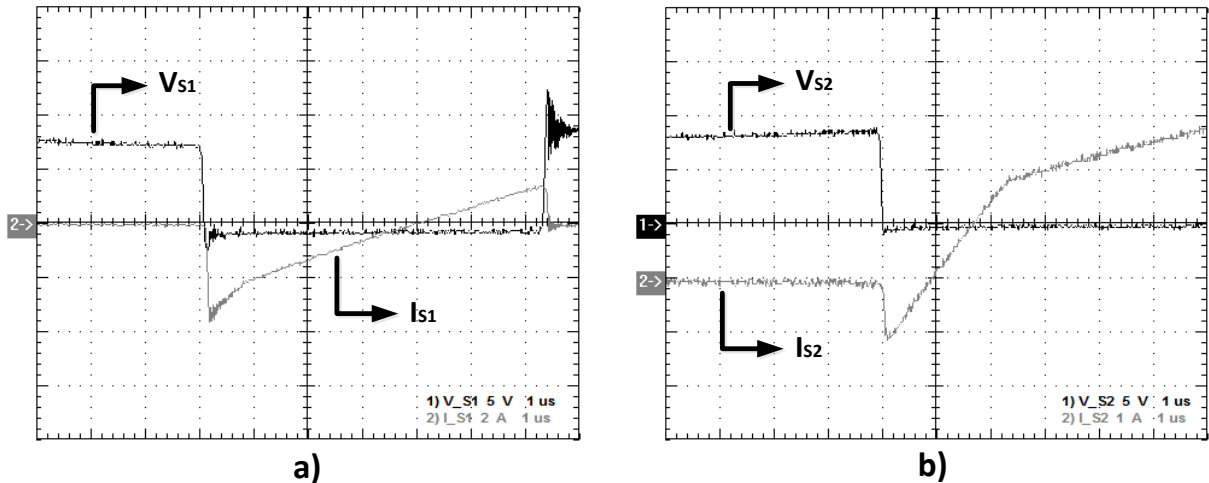 VS1
2->
IS1
1) V_S1 5 V 1 us
2) I_S1 2 A 1 us
a)
VS2
1->
2->
IS2
1) V_S2 5 V 1 us
2) I_S2 1 A 1 us
b)